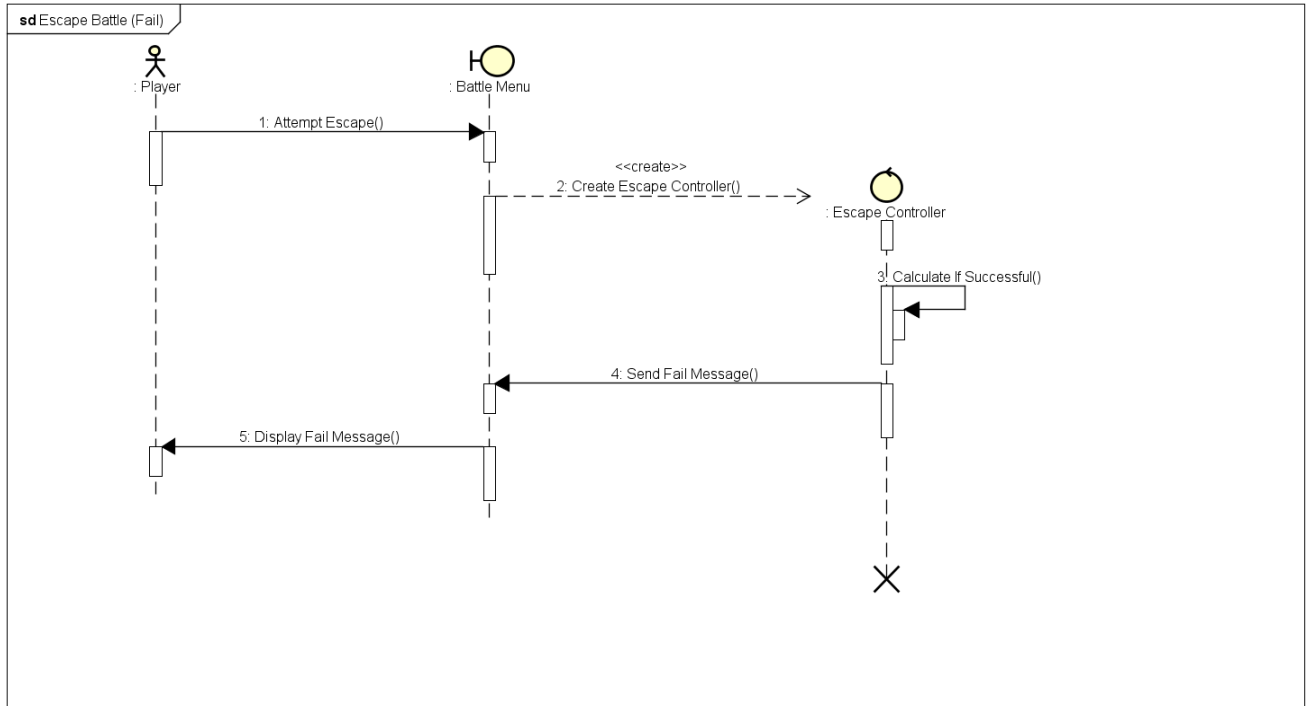 sd Escape Battle (Fail)
: Player
: Battle Menu
1: Attempt Escape()
<<create>>
2: Create Escape Controller()
: Escape Controller
3: Calculate If Successful()
4: Send Fail Message()
5: Display Fail Message()